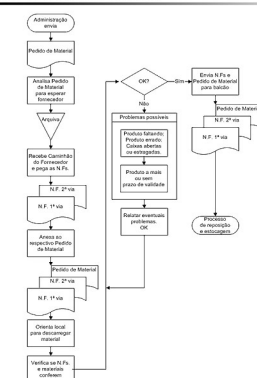 Administração
envia
Pedido de Material
Analisa Pedido
de Material
para esperar
fornecedor
Arquiva
Recebe Caminhão
do Fornecedor
e pega as N.Fs.
N.F. 2ª via
N.F. 1ª via
Anexa ao
respectivo Pedido
de Material
Pedido de Material
N.F. 2ª via
N.F. 1ª via
Orienta local
para descarregar
material
Verifica se N.Fs.
e materiais
conferem
OK?
Sim
Não
Problemas possíveis
Produto faltando;
Produto errado;
Caixas abertas
ou estragadas.
Produto a mais
ou sem
prazo de validade
Relatar eventuais
problemas.
OK
Envia N.Fs e
Pedido de Material
para balcão
Pedido de Materi
N.F. 2ª via
N.F. 1ª via
Processo
de reposição
e estocagem